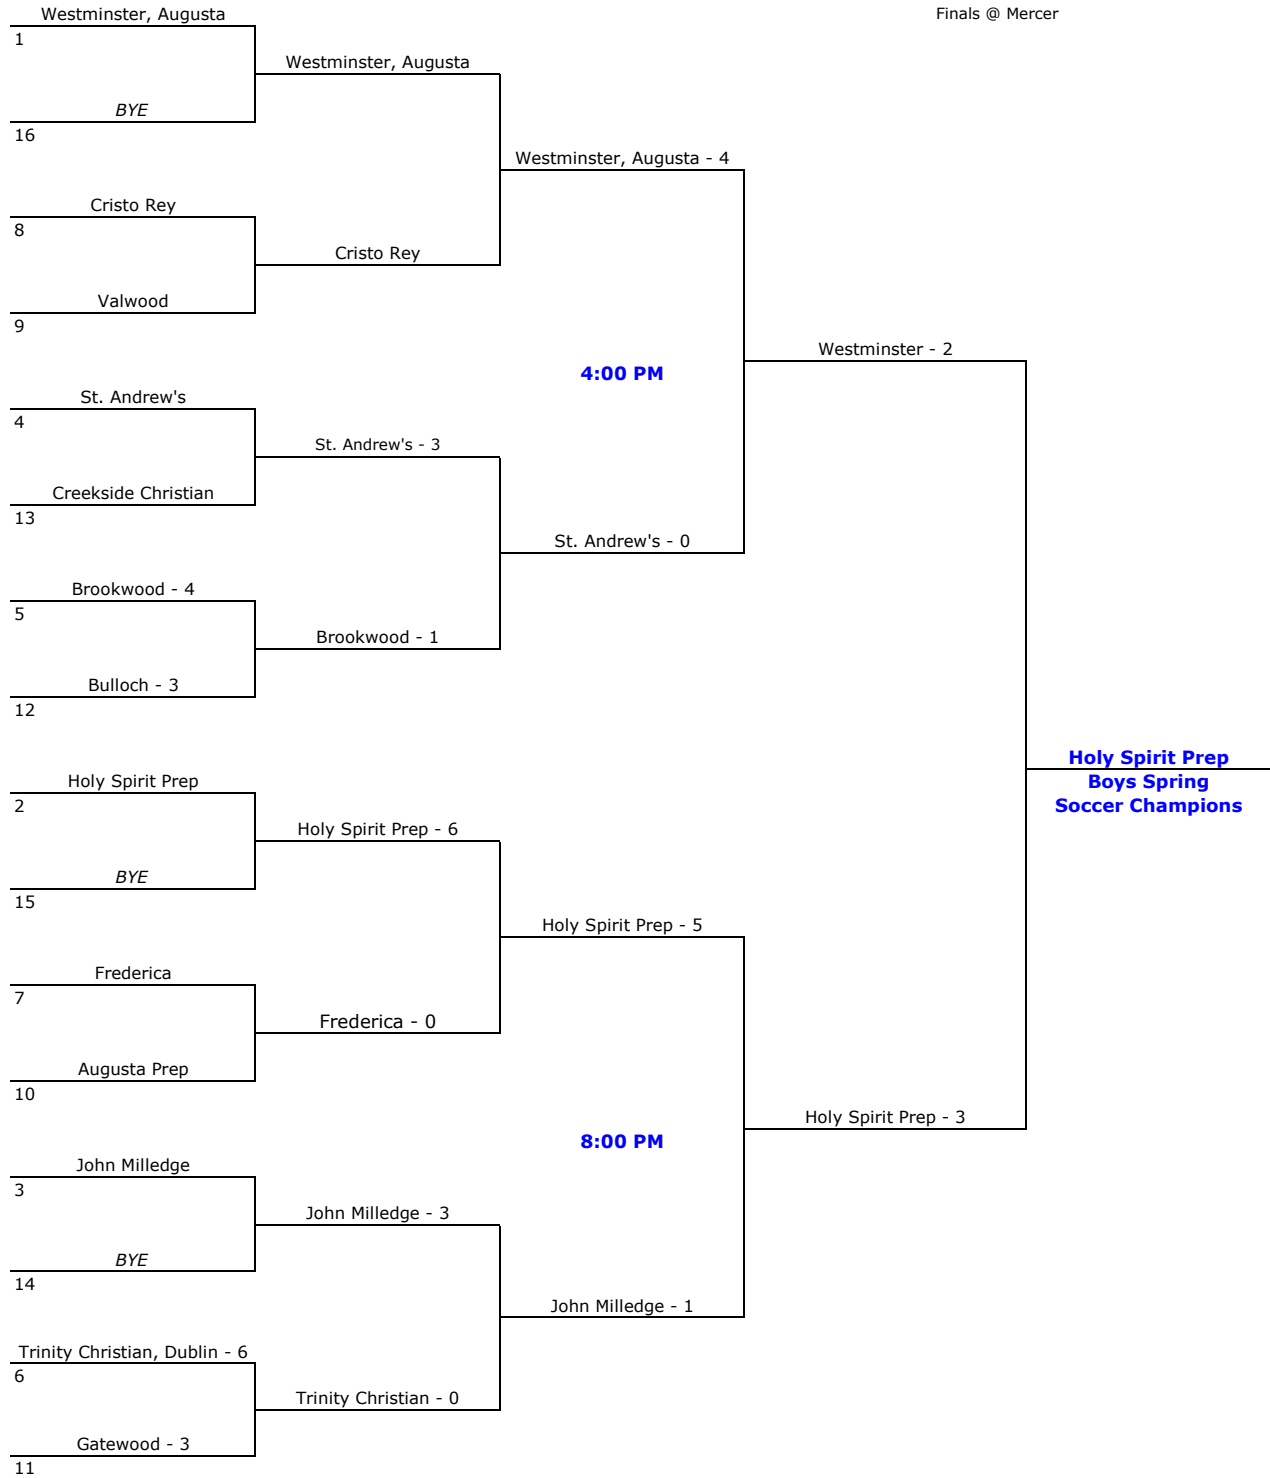 Westminster, Augusta
Finals @ Mercer
1
Westminster, Augusta
BYE
16
Westminster, Augusta - 4
Cristo Rey
8
Cristo Rey
Valwood
9
Westminster - 2
4:00 PM
St. Andrew's
4
St. Andrew's - 3
Creekside Christian
13
St. Andrew's - 0
Brookwood - 4
5
Brookwood - 1
Bulloch - 3
12
Holy Spirit Prep
Boys Spring
Soccer Champions
Holy Spirit Prep
2
Holy Spirit Prep - 6
BYE
15
Holy Spirit Prep - 5
Frederica
7
Frederica - 0
Augusta Prep
10
Holy Spirit Prep - 3
8:00 PM
John Milledge
3
John Milledge - 3
BYE
14
John Milledge - 1
Trinity Christian, Dublin - 6
6
Trinity Christian - 0
Gatewood - 3
11